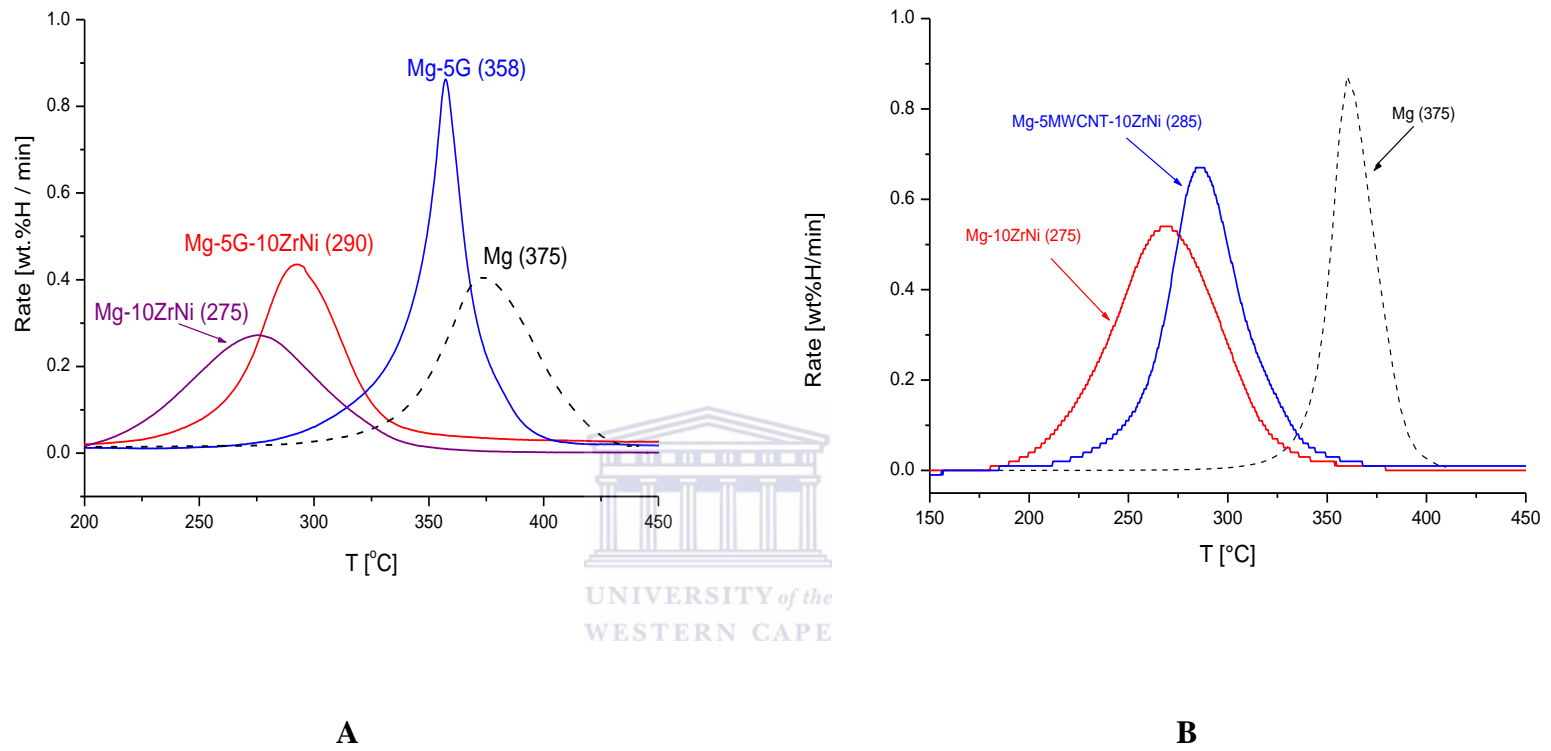 1.0
0.8
0.6
0.4
0.2
0.0
Rate [wt.%H / min]
Mg-5G (358)
Mg-5G-10ZrNi (290)
Mg (375)
Mg-10ZrNi (275)
200
250
300
350
400
450
T [°C]
A
1.0
0.8
0.6
0.4
0.2
0.0
Rate [wt%H/min]
Mg-5MWCNT-10ZrNi (285)
Mg (375)
Mg-10ZrNi (275)
150
200
250
300
350
400
450
T [°C]
B
UNIVERSITY of the
WESTERN CAPE